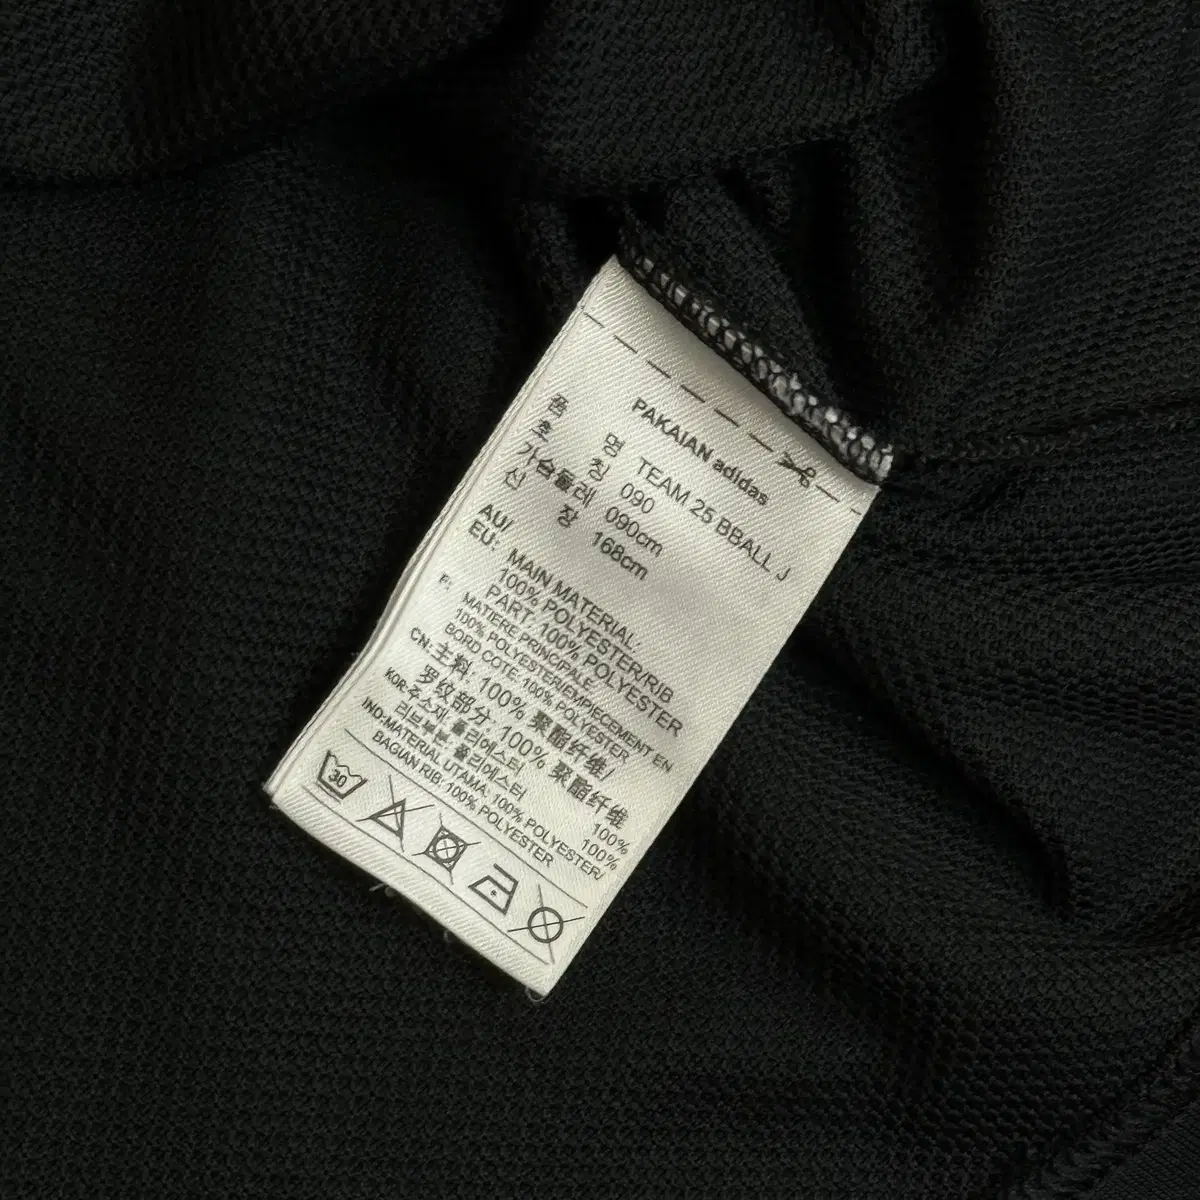 PAKAIAN adidas
품 명 TEAM 25 BBALL J
호 칭 090
가슴둘레 090cm
신 장 168cm
AU/ EU: MAIN MATERIAL:
100% POLYESTER/RIB
PART: 100% POLYESTER
F: MATIERE PRINCIPALE:
100% POLYESTER/EMPIECEMENT EN
BORD COTE: 100% POLYESTER
CN: 主料: 100% 聚酯纤维/
罗纹部分: 100% 聚酯纤维
KOR: 주소재: 폴리에스터 100%
리브부분: 폴리에스터 100%
IND: MATERIAL UTAMA: 100% POLYESTER/
BAGIAN RIB: 100% POLYESTER
30